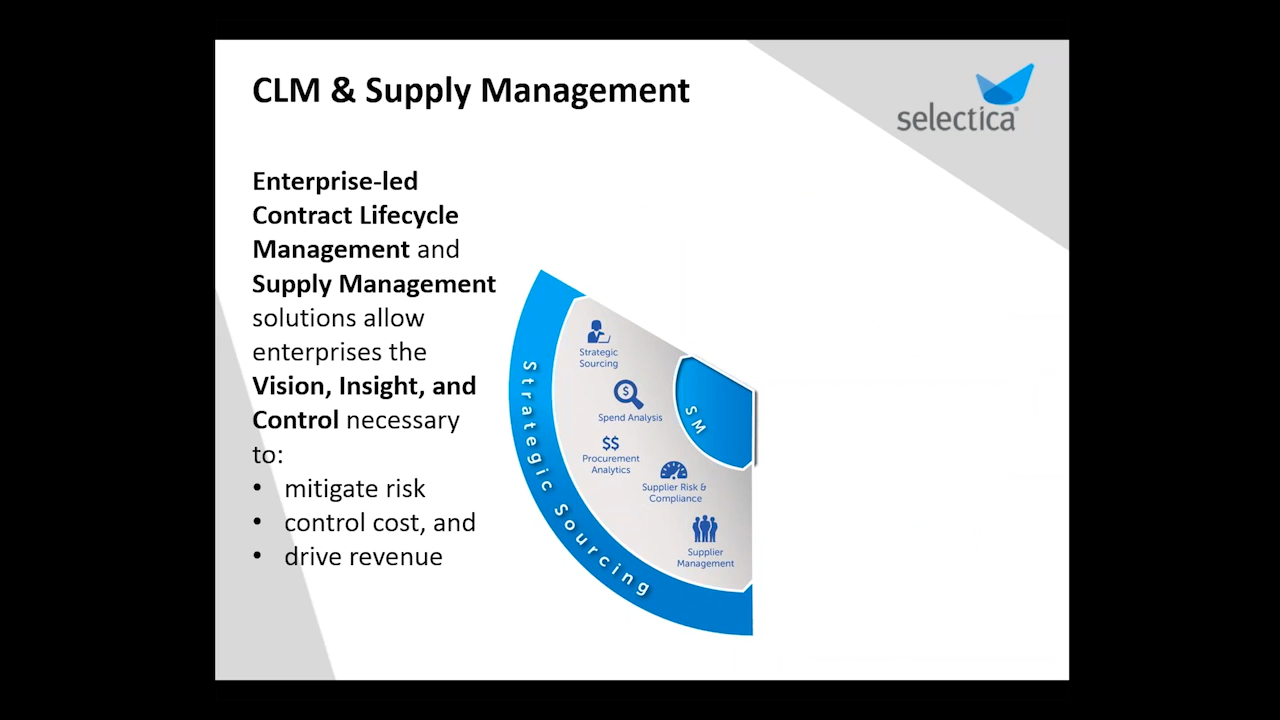 CLM & Supply Management
selectica
Enterprise-led
Contract Lifecycle
Management and
Supply Management
solutions allow
enterprises the
Vision, Insight, and
Control necessary
to:
• mitigate risk
• control cost, and
• drive revenue
Strategic Sourcing
Strategic
Sourcing
$
Spend Analysis
$$
Procurement
Analytics
Supplier Risk &
Compliance
Supplier
Management
SM